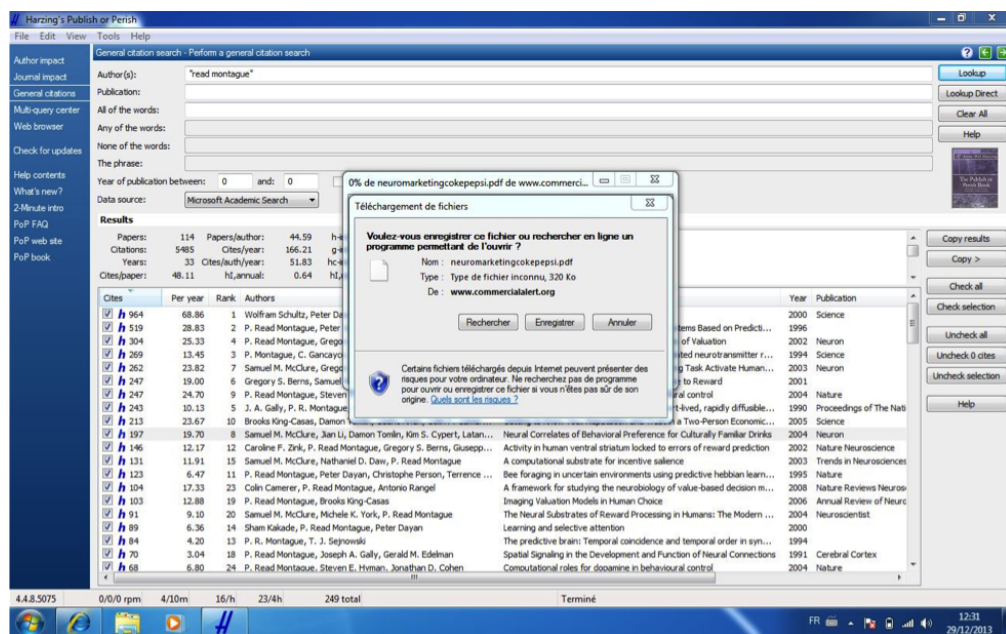 Harzing's Publish or Perish
File Edit View Tools Help
Author impact
Journal impact
General citations
Multi-query center
Web browser
Check for updates
Help contents
What's new?
2-Minute intro
PoP FAQ
PoP web site
PoP book
General citation search - Perform a general citation search
Author(s): "read montague"
Publication:
All of the words:
Any of the words:
None of the words:
The phrase:
Year of publication between: 0 and: 0
Data source: Microsoft Academic Search
Lookup
Lookup Direct
Clear All
Help
Results
Papers: 114 Papers/author: 44.59
Citations: 5485 Cites/year: 166.21
Years: 33 Cites/auth/year: 51.83
Cites/paper: 48.11 hI,annual: 0.64
Copy results
Copy >
Check all
Check selection
Uncheck all
Uncheck 0 cites
Uncheck selection
Help
0% de neuromarketingcokepepsi.pdf de www.commerci...
Téléchargement de fichiers
Voulez-vous enregistrer ce fichier ou rechercher en ligne un
programme permettant de l'ouvrir ?
Nom : neuromarketingcokepepsi.pdf
Type : Type de fichier inconnu, 320 Ko
De : www.commercialalert.org
Rechercher Enregistrer Annuler
Certains fichiers téléchargés depuis Internet peuvent présenter des
risques pour votre ordinateur. Ne recherchez pas de programme
pour ouvrir ou enregistrer ce fichier si vous n'êtes pas sûr de son
origine. Quels sont les risques ?
Cites Per year Rank Authors Year Publication
h 964 68.86 1 Wolfram Schultz, Peter Da 2000 Science
h 519 28.83 2 P. Read Montague, Peter tems Based on Predicti... 1996
h 304 25.33 4 P. Read Montague, Grego of Valuation 2002 Neuron
h 269 13.45 3 P. Montague, C. Gancayo ted neurotransmitter r... 1994 Science
h 262 23.82 7 Samuel M. McClure, Grego g Task Activate Human... 2003 Neuron
h 247 19.00 6 Gregory S. Berns, Samuel e to Reward 2001
h 247 24.70 9 P. Read Montague, Steven ral control 2004 Nature
h 243 10.13 5 J. A. Gally, P. R. Montague t-lived, rapidly diffusible... 1990 Proceedings of The Nati
h 213 23.67 10 Brooks King-Casas, Damon a Two-Person Economic... 2005 Science
h 197 19.70 8 Samuel M. McClure, Jian Li, Damon Tomlin, Kim S. Cypert, Latan... Neural Correlates of Behavioral Preference for Culturally Familiar Drinks 2004 Neuron
h 146 12.17 12 Caroline F. Zink, P. Read Montague, Gregory S. Berns, Giusepp... Activity in human ventral striatum locked to errors of reward prediction 2002 Nature Neuroscience
h 131 11.91 15 Samuel M. McClure, Nathaniel D. Daw, P. Read Montague A computational substrate for incentive salience 2003 Trends in Neurosciences
h 123 6.47 11 P. Read Montague, Peter Dayan, Christophe Person, Terrence ... Bee foraging in uncertain environments using predictive hebbian learn... 1995 Nature
h 104 17.33 23 Colin Camerer, P. Read Montague, Antonio Rangel A framework for studying the neurobiology of value-based decision m... 2008 Nature Reviews Neuros
h 103 12.88 19 P. Read Montague, Brooks King-Casas Imaging Valuation Models in Human Choice 2006 Annual Review of Neurc
h 91 9.10 20 Samuel M. McClure, Michele K. York, P. Read Montague The Neural Substrates of Reward Processing in Humans: The Modern ... 2004 Neuroscientist
h 89 6.36 14 Sham Kakade, P. Read Montague, Peter Dayan Learning and selective attention 2000
h 84 4.20 13 P. R. Montague, T. J. Sejnowski The predictive brain: Temporal coincidence and temporal order in syn... 1994
h 70 3.04 18 P. Read Montague, Joseph A. Gally, Gerald M. Edelman Spatial Signaling in the Development and Function of Neural Connections 1991 Cerebral Cortex
h 68 6.80 24 P. Read Montague, Steven E. Hyman, Jonathan D. Cohen Computational roles for dopamine in behavioural control 2004 Nature
4.4.8.5075 0/0/0 rpm 4/10m 16/h 23/4h 249 total Terminé
FR 12:31
29/12/2013